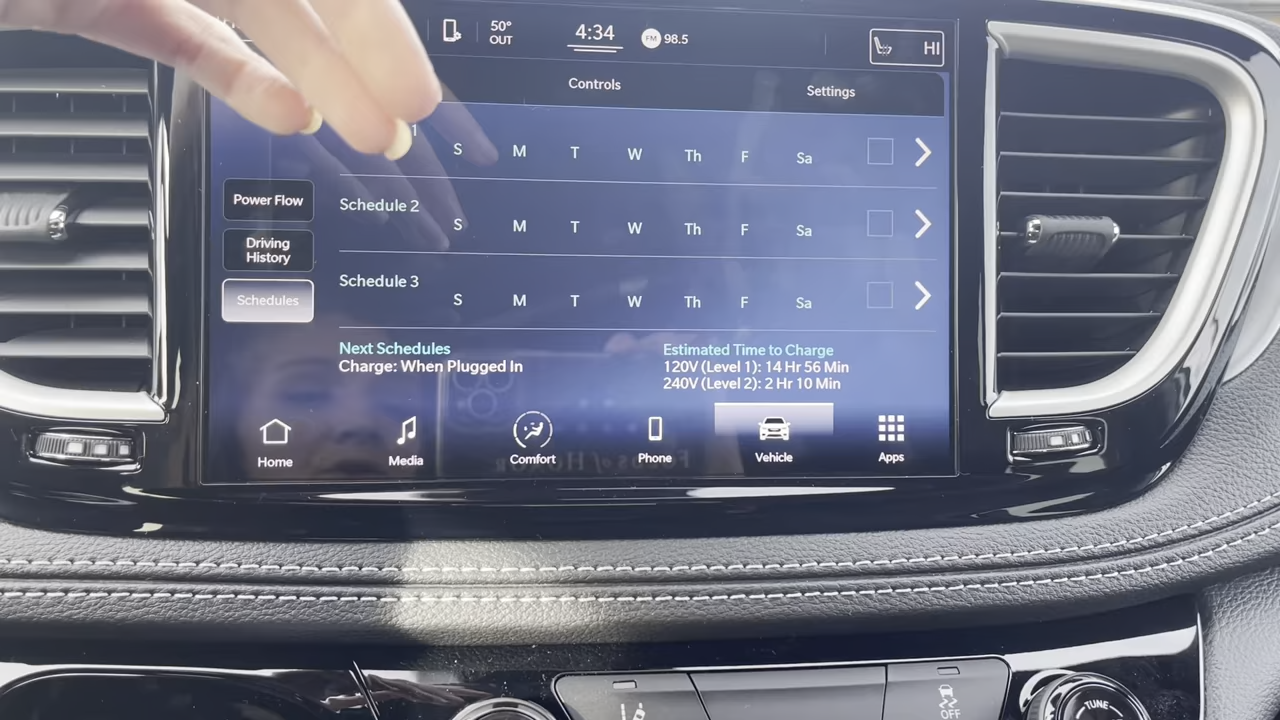 50° OUT
4:34
FM 98.5
HI
Controls
Settings
1
S M T W Th F Sa
Power Flow
Schedule 2
S M T W Th F Sa
Driving
History
Schedule 3
S M T W Th F Sa
Schedules
Next Schedules
Charge: When Plugged In
Estimated Time to Charge
120V (Level 1): 14 Hr 56 Min
240V (Level 2): 2 Hr 10 Min
Home
Media
Comfort
Phone
Vehicle
Apps
OFF
TUNE